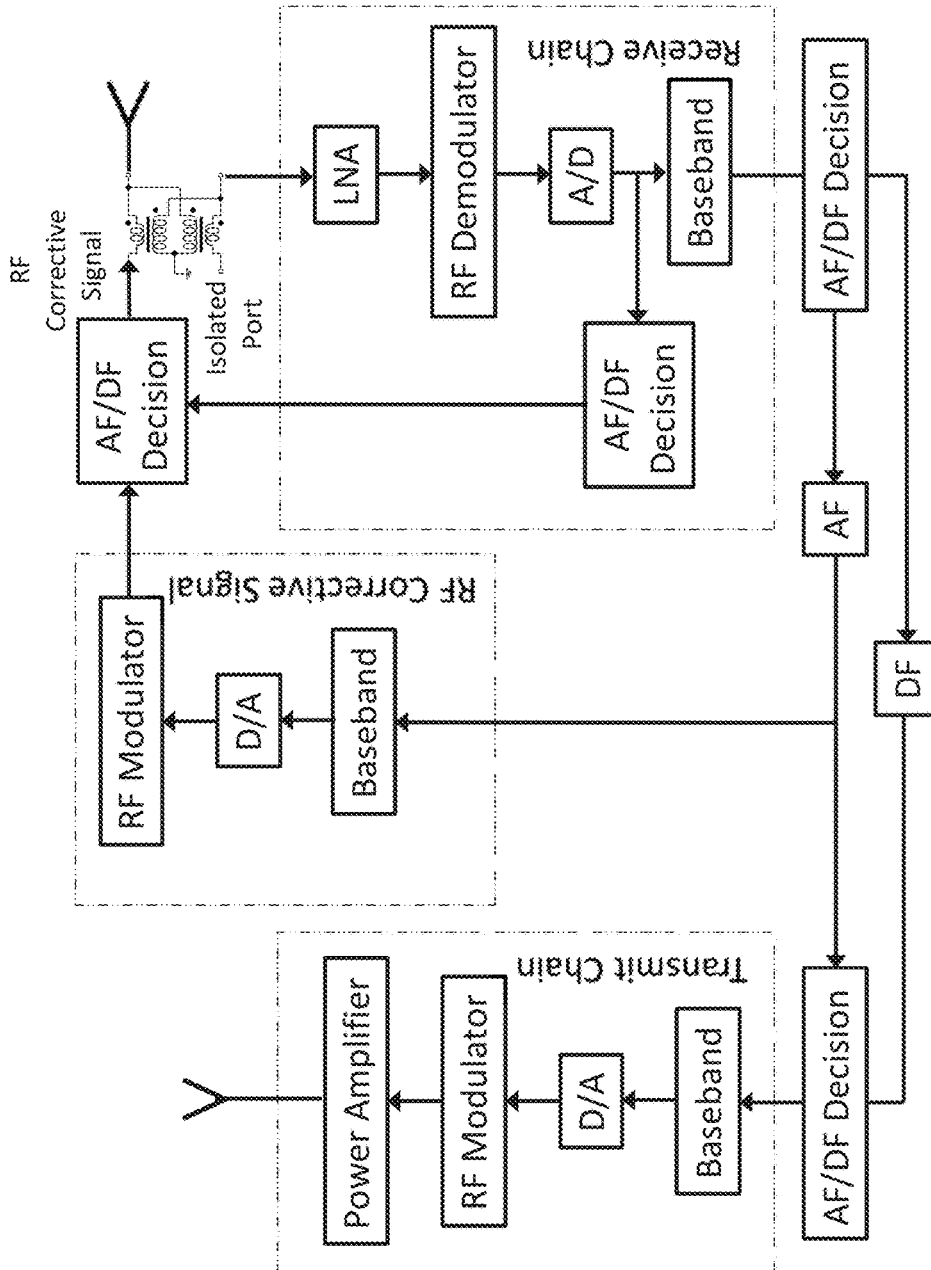 Transmit Chain
Power Amplifier
RF Modulator
D/A
Baseband
AF/DF Decision
RF Corrective Signal
RF Modulator
D/A
Baseband
AF/DF
Decision
RF
Corrective
Signal
Isolated
Port
Receive Chain
LNA
RF Demodulator
A/D
Baseband
AF/DF
Decision
AF/DF Decision
AF
DF